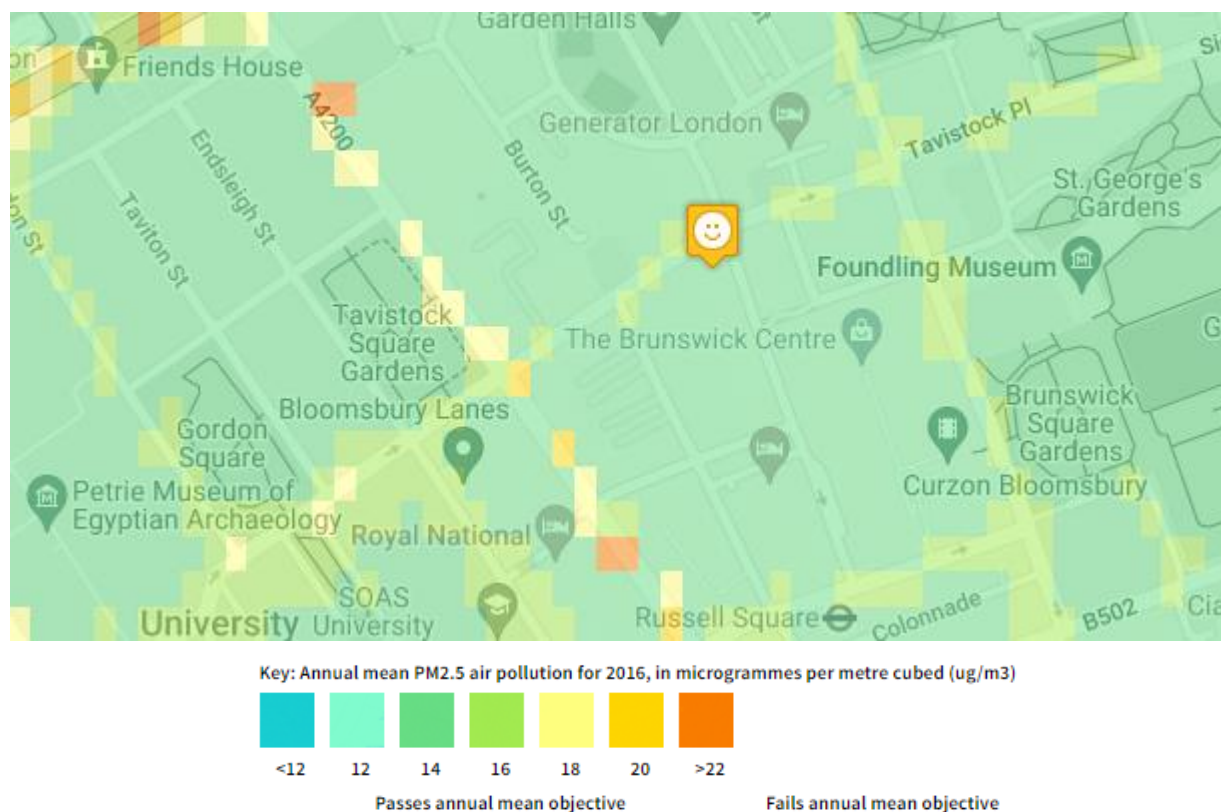 Garden Halls
Friends House
A4200
Generator London
Tavistock Pl
Endsleigh St
Burton St
Taviton St
St. George's
Gardens
Foundling Museum
Tavistock
Square
Gardens
The Brunswick Centre
Bloomsbury Lanes
Brunswick
Square
Gardens
Gordon
Square
Curzon Bloomsbury
Petrie Museum of
Egyptian Archaeology
Royal National
SOAS
University
University
Russell Square
Colonnade
B502
Key: Annual mean PM2.5 air pollution for 2016, in microgrammes per metre cubed (ug/m3)
<12 12 14 16 18 20 >22
Passes annual mean objective Fails annual mean objective